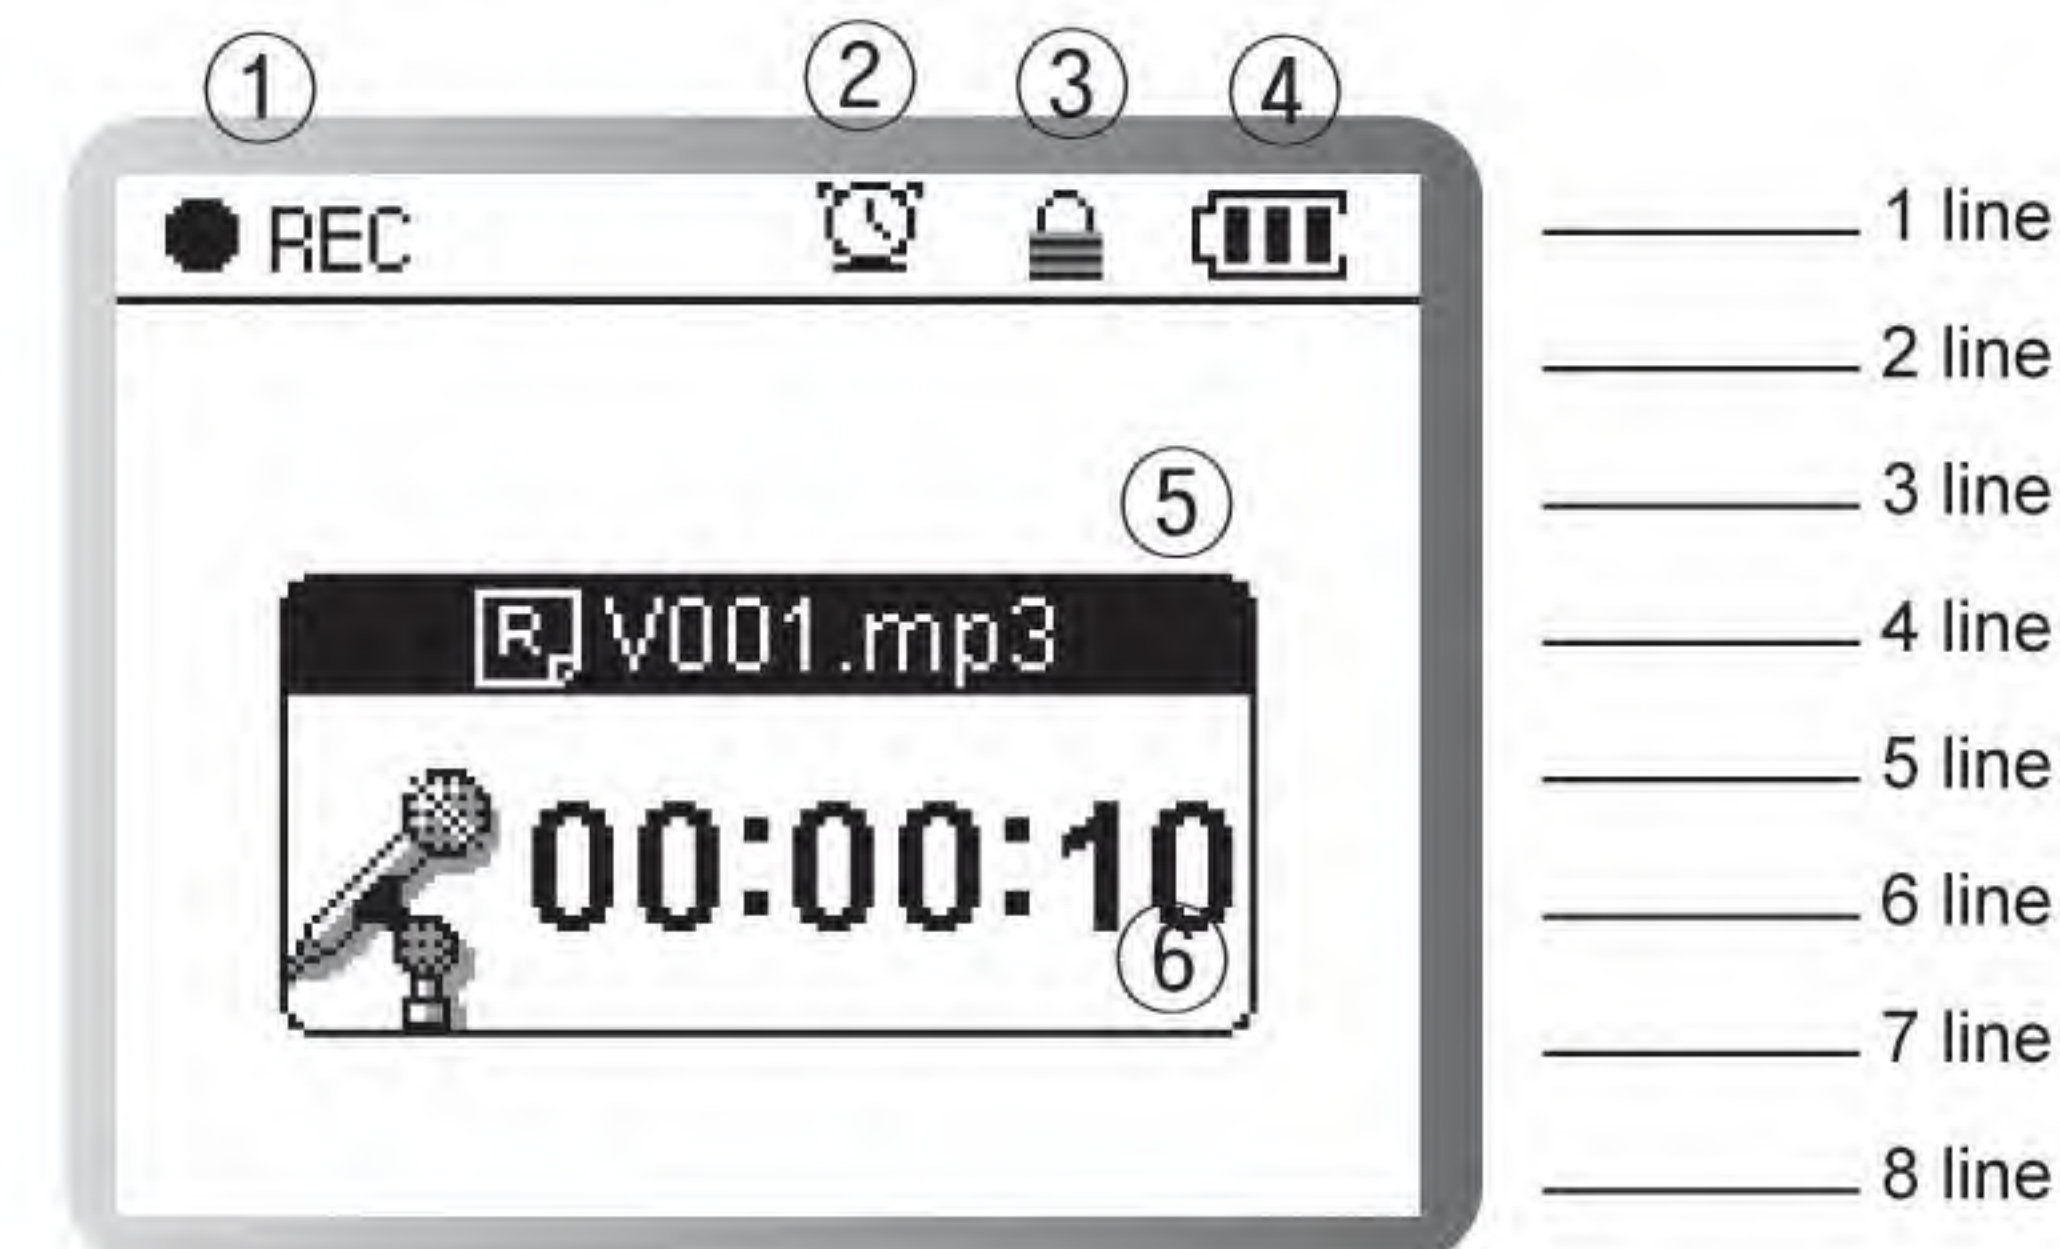 ① ② ③ ④
REC
1 line
2 line
3 line
⑤
R V001.mp3
4 line
5 line
00:00:10
6 line
⑥
7 line
8 line